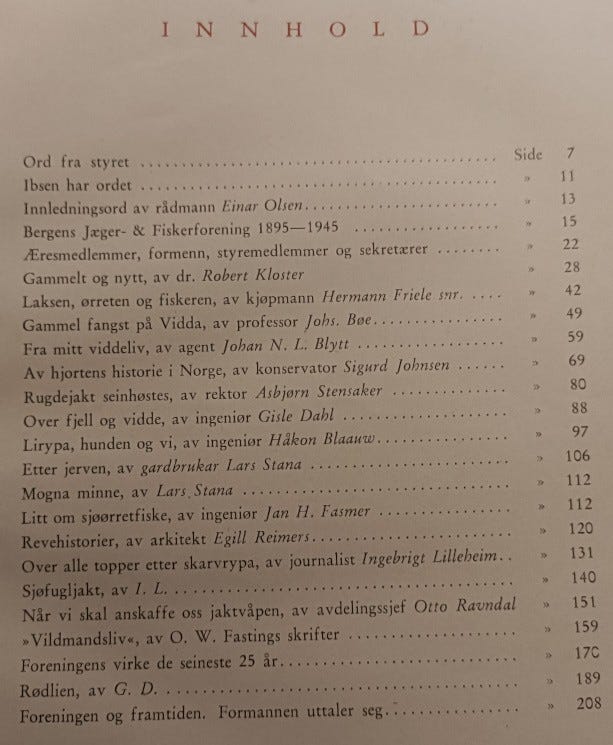 INNHOLD
Ord fra styret ........ Side 7
Ibsen har ordet ........ » 11
Innledningsord av rådmann Einar Olsen ........ » 13
Bergens Jæger- & Fiskerforening 1895—1945 ........ » 15
Æresmedlemmer, formenn, styremedlemmer og sekretærer ........ » 22
Gammelt og nytt, av dr. Robert Kloster » 28
Laksen, ørreten og fiskeren, av kjøpmann Hermann Friele snr. .... » 42
Gammel fangst på Vidda, av professor Johs. Bøe ........ » 49
Fra mitt viddeliv, av agent Johan N. L. Blytt ........ » 59
Av hjortens historie i Norge, av konservator Sigurd Johnsen ........ » 69
Rugdejakt seinhøstes, av rektor Asbjørn Stensaker ........ » 80
Over fjell og vidde, av ingeniør Gisle Dahl ........ » 88
Lirypa, hunden og vi, av ingeniør Håkon Blaauw ........ » 97
Etter jerven, av gardbrukar Lars Stana ........ » 106
Mogna minne, av Lars Stana ........ » 112
Litt om sjøørretfiske, av ingeniør Jan H. Fasmer ........ » 112
Revehistorier, av arkitekt Egill Reimers ........ » 120
Over alle topper etter skarvrypa, av journalist Ingebrigt Lilleheim .. » 131
Sjøfugljakt, av I. L. ........ » 140
Når vi skal anskaffe oss jaktvåpen, av avdelingssjef Otto Ravndal » 151
»Vildmandsliv«, av O. W. Fastings skrifter ........ » 159
Foreningens virke de seineste 25 år ........ » 170
Rødlien, av G. D. ........ » 189
Foreningen og framtiden. Formannen uttaler seg ........ » 208